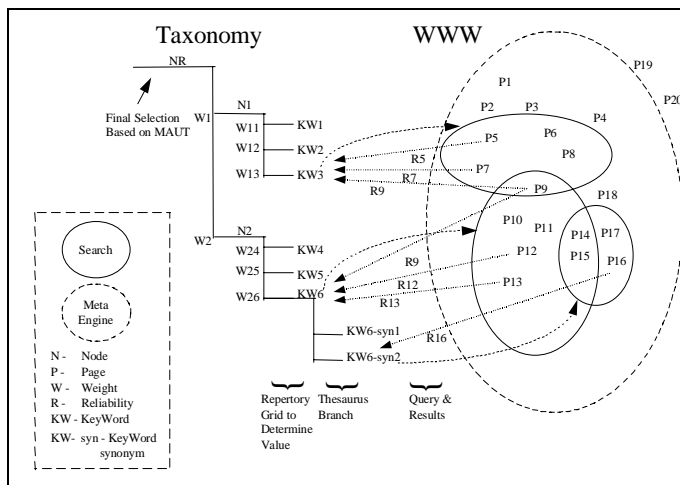 Taxonomy
WWW
NR
Final Selection
Based on MAUT
W1
N1
W11
KW1
W12
KW2
W13
KW3
W2
N2
W24
KW4
W25
KW5
W26
KW6
KW6-syn1
KW6-syn2
R5
R7
R9
R9
R12
R13
R16
P1
P2
P3
P4
P5
P6
P7
P8
P9
P10
P11
P12
P13
P14
P15
P16
P17
P18
P19
P20
Search
Meta
Engine
N - Node
P - Page
W - Weight
R - Reliability
KW - KeyWord
KW- syn - KeyWord
synonym
Repertory
Grid to
Determine
Value
Thesaurus
Branch
Query &
Results